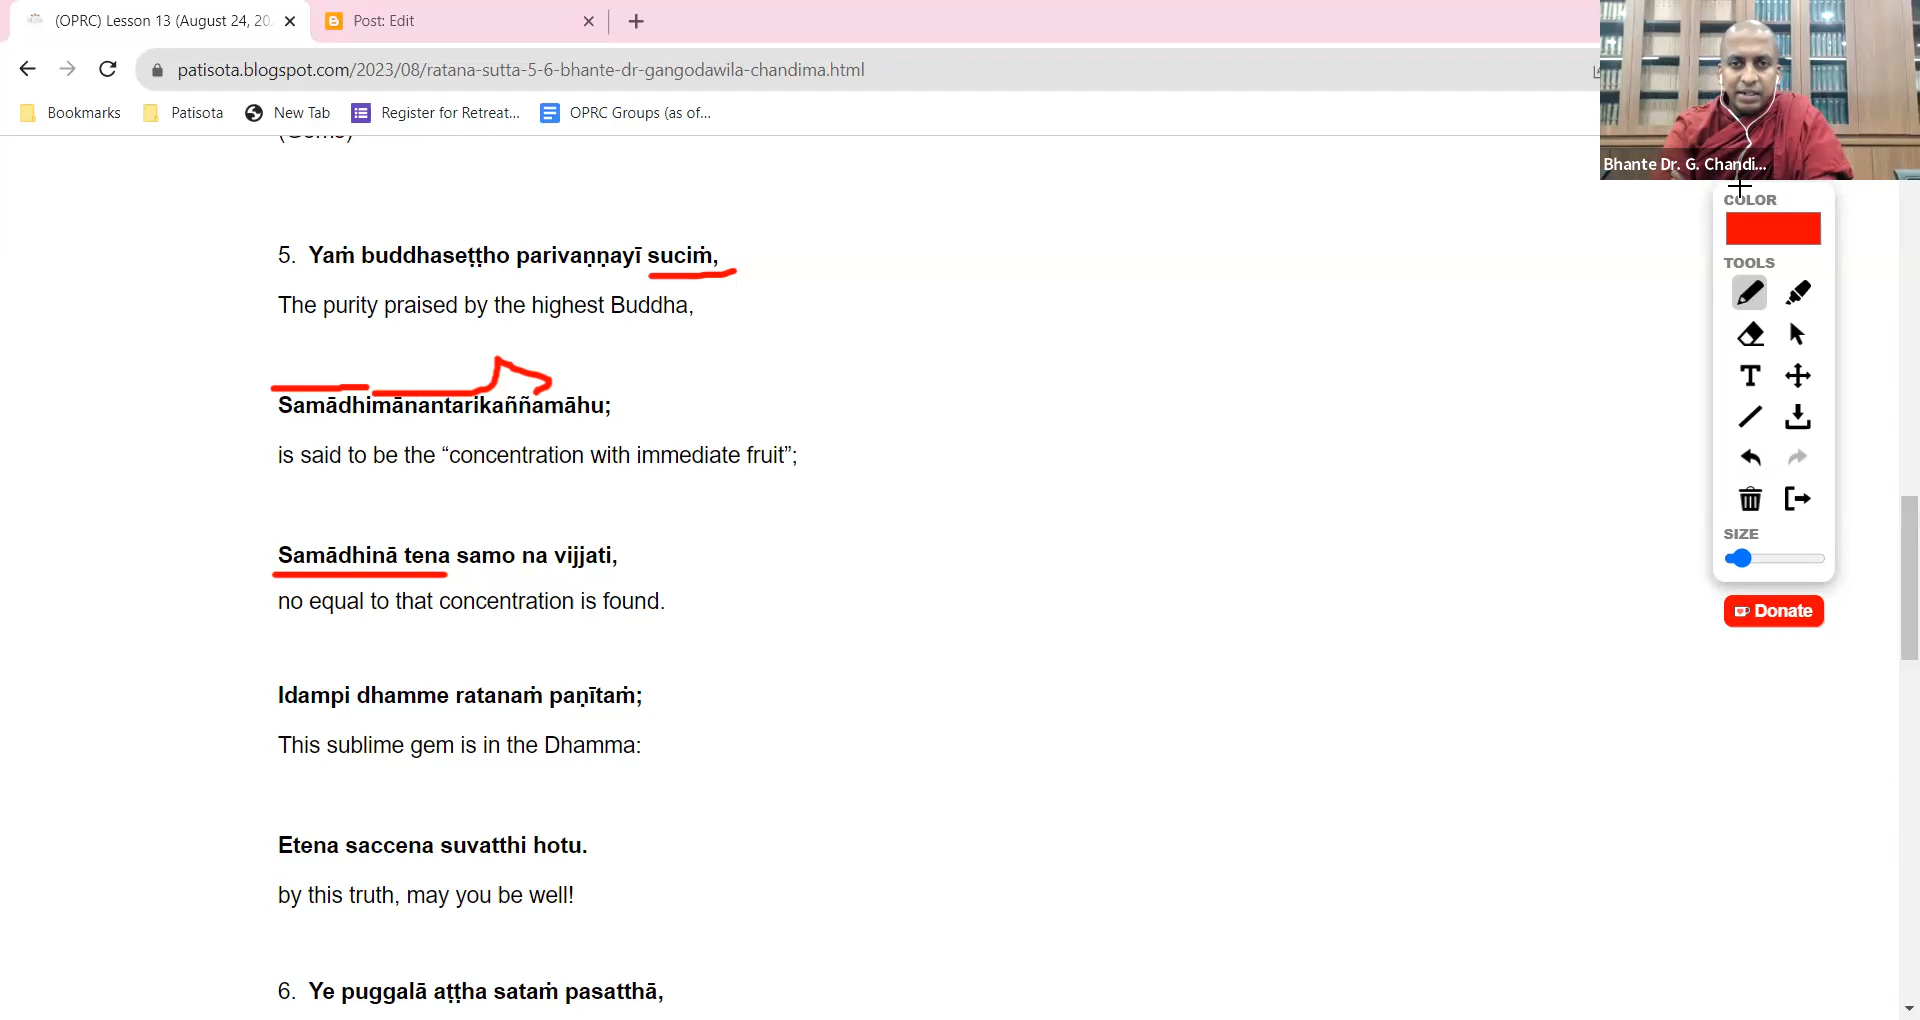 (OPRC) Lesson 13 (August 24, 20
Post: Edit
patisota.blogspot.com/2023/08/ratana-sutta-5-6-bhante-dr-gangodawila-chandima.html
Bookmarks
Patisota
New Tab
Register for Retreat...
OPRC Groups (as of...
Bhante Dr. G. Chandi...
5. Yaṁ buddhaseṭṭho parivaṇṇayī suciṁ,
The purity praised by the highest Buddha,
Samādhimānantarikaññamāhu;
is said to be the “concentration with immediate fruit”;
Samādhinā tena samo na vijjati,
no equal to that concentration is found.
Idampi dhamme ratanaṁ paṇītaṁ;
This sublime gem is in the Dhamma:
Etena saccena suvatthi hotu.
by this truth, may you be well!
6. Ye puggalā aṭṭha sataṁ pasatthā,
COLOR
TOOLS
T
SIZE
Donate